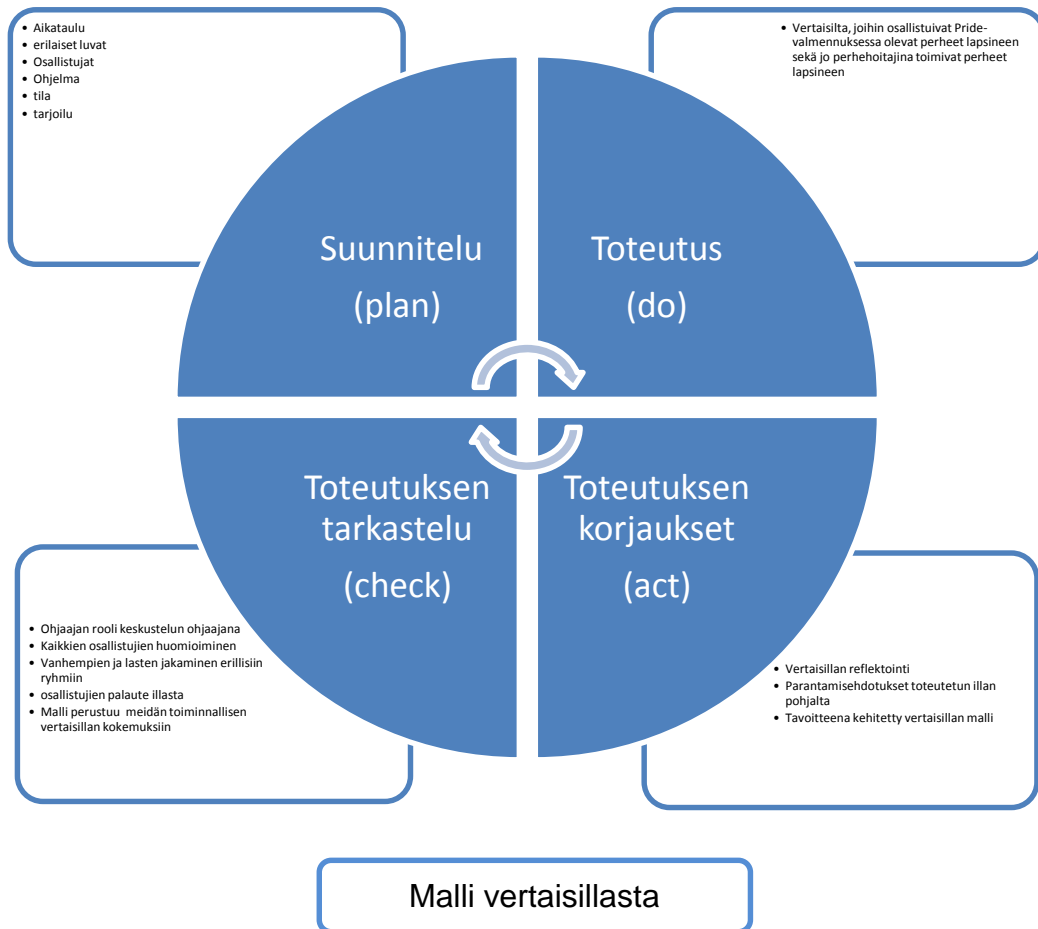 • Aikataulu
• erilaiset luvat
• Osallistujat
• Ohjelma
• tila
• tarjoilu
• Vertaisilta, joihin osallistuivat Pride-
valmennuksessa olevat perheet lapsineen
sekä jo perhehoitajina toimivat perheet
lapsineen
Suunnitelu
(plan)
Toteutus
(do)
Toteutuksen
tarkastelu
(check)
Toteutuksen
korjaukset
(act)
• Ohjaajan rooli keskustelun ohjaajana
• Kaikkien osallistujien huomioiminen
• Vanhempien ja lasten jakaminen erillisiin
ryhmiin
• osallistujien palaute illasta
• Malli perustuu meidän toiminnallisen
vertaisillan kokemuksiin
• Vertaisillan reflektointi
• Parantamisehdotukset toteutetun illan
pohjalta
• Tavoitteena kehitetty vertaisillan malli
Malli vertaisillasta